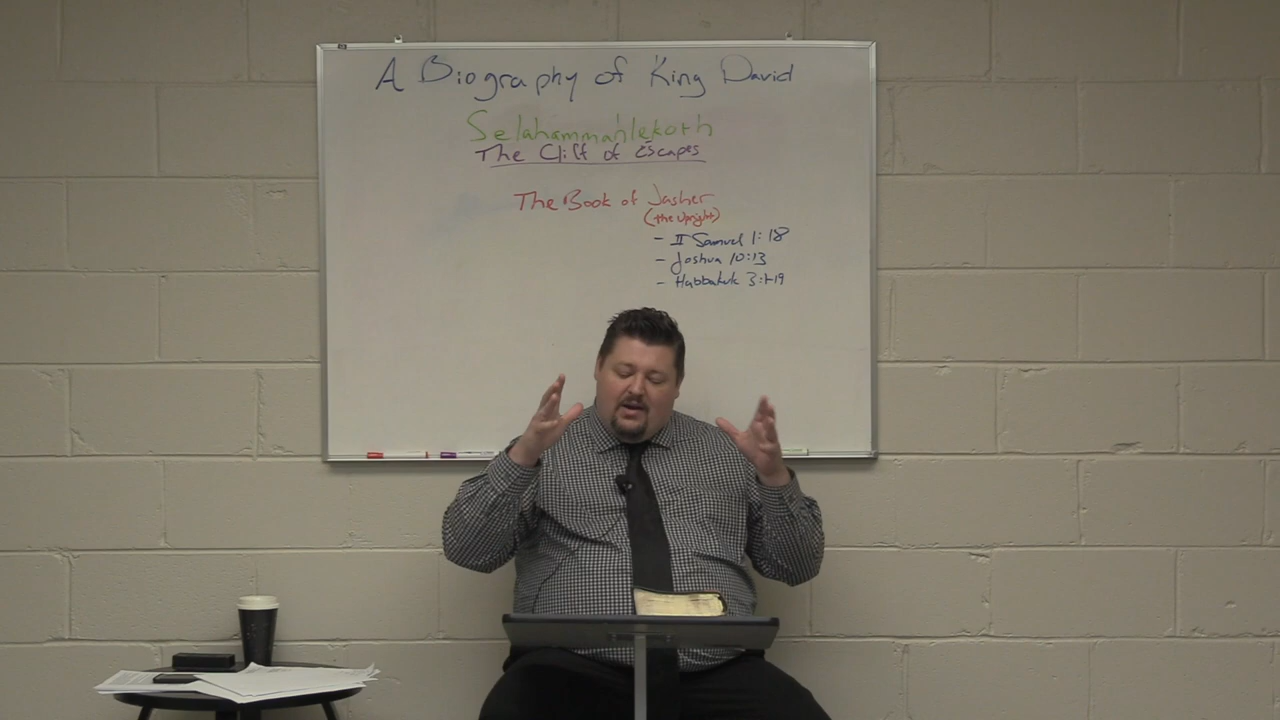 A Biography of King David
Selahammahlekoth
The Clift of Escapes
The Book of Jasher
(the Upright)
- II Samuel 1:18
- Joshua 10:13
- Habbakuk 3:1-19